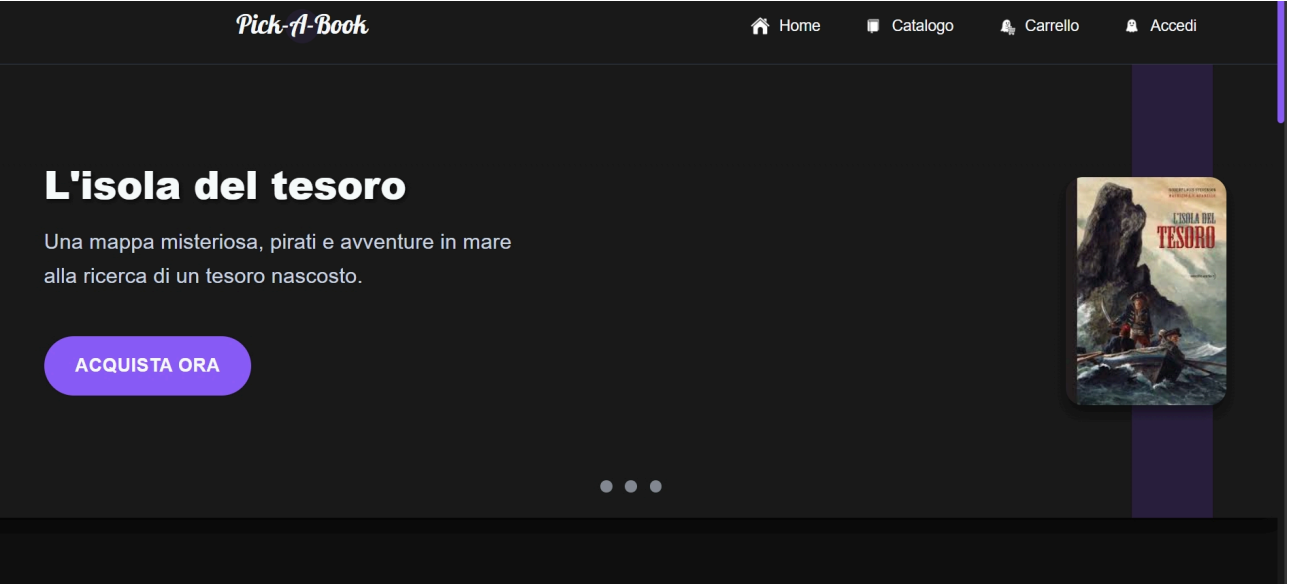 Pick-A-Book
Home
Catalogo
Carrello
Accedi
L'isola del tesoro
Una mappa misteriosa, pirati e avventure in mare
alla ricerca di un tesoro nascosto.
ACQUISTA ORA
L'ISOLA DEL
TESORO